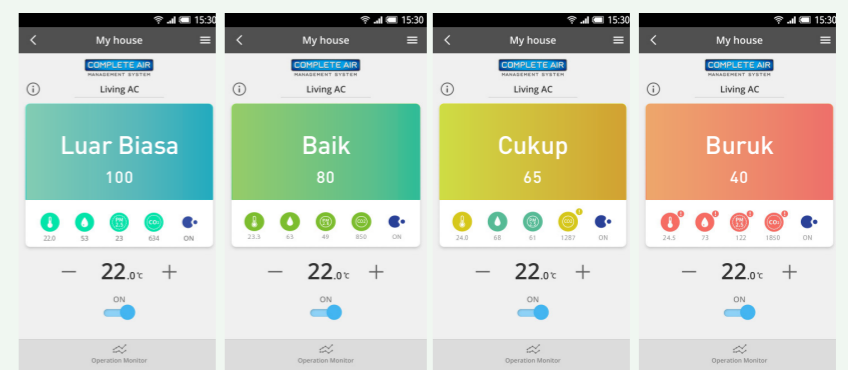 15:30
My house
COMPLETE AIR
MANAGEMENT SYSTEM
Living AC
Luar Biasa
100
22.0 53 23 634 ON
22.0℃
ON
Operation Monitor
15:30
My house
COMPLETE AIR
MANAGEMENT SYSTEM
Living AC
Baik
80
CO₂
23.5 63 49 850 ON
22.0℃
ON
Operation Monitor
15:30
My house
COMPLETE AIR
MANAGEMENT SYSTEM
Living AC
Cukup
65
24.0 68 61 1287 ON
22.0℃
ON
Operation Monitor
15:30
My house
COMPLETE AIR
MANAGEMENT SYSTEM
Living AC
Buruk
40
CO₂
24.5 73 122 1850 ON
22.0℃
ON
Operation Monitor